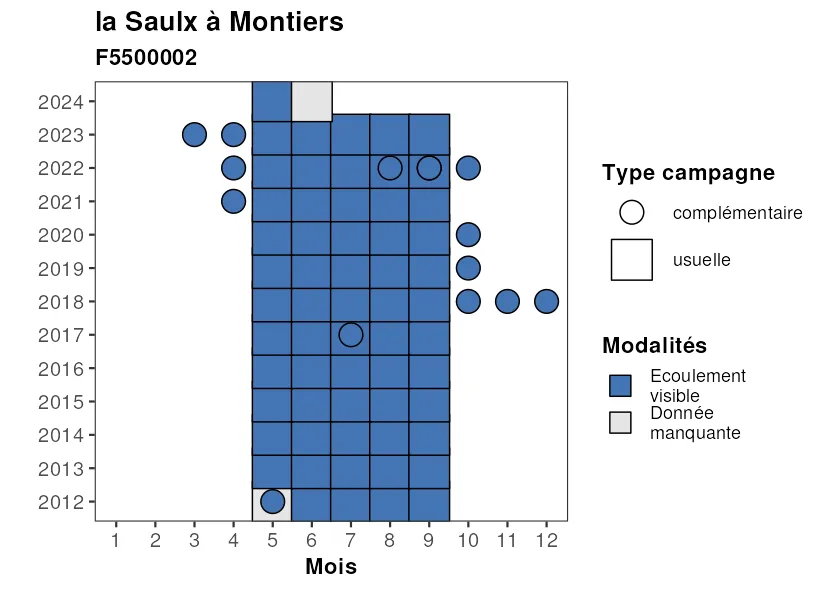 la Saulx à Montiers
F5500002
2024
2023
2022
2021
2020
2019
2018
2017
2016
2015
2014
2013
2012
1 2 3 4 5 6 7 8 9 10 11 12
Mois
Type campagne
complémentaire
usuelle
Modalités
Ecoulement
visible
Donnée
manquante